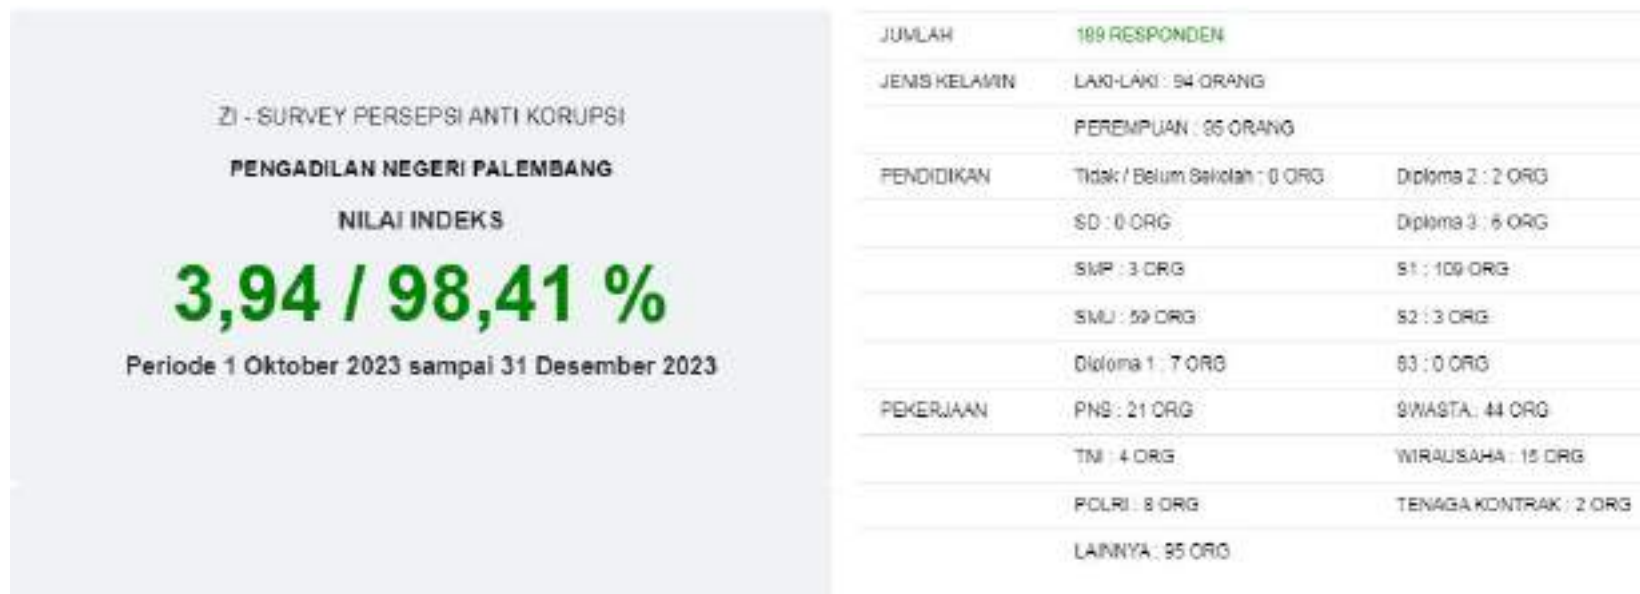 ZI - SURVEY PERSEPSI ANTI KORUPSI
PENGADILAN NEGERI PALEMBANG
NILAI INDEKS
3,94 / 98,41 %
Periode 1 Oktober 2023 sampai 31 Desember 2023
JUMLAH 189 RESPONDEN
JENIS KELAMIN LAKI-LAKI : 94 ORANG
PEREMPUAN : 95 ORANG
PENDIDIKAN Tidak / Belum Sekolah : 0 ORG Diploma 2 : 2 ORG
SD : 0 ORG Diploma 3 : 6 ORG
SMP : 3 ORG S1 : 109 ORG
SMU : 59 ORG S2 : 3 ORG
Diploma 1 : 7 ORG S3 : 0 ORG
PEKERJAAN PNS : 21 ORG SWASTA : 44 ORG
TNI : 4 ORG WIRAUSAHA : 15 ORG
POLRI : 8 ORG TENAGA KONTRAK : 2 ORG
LAINNYA : 95 ORG